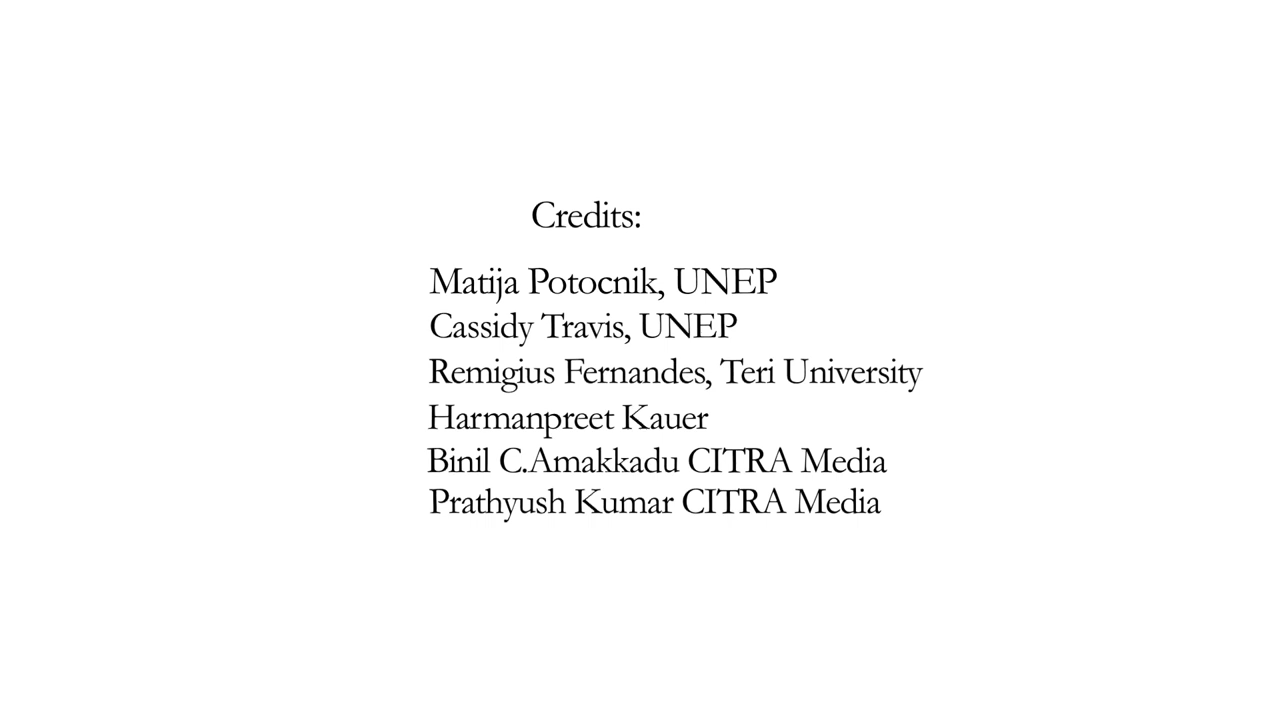 Credits:
Matija Potocnik, UNEP
Cassidy Travis, UNEP
Remigius Fernandes, Teri University
Harmanpreet Kauer
Binil C.Amakkadu CITRA Media
Prathyush Kumar CITRA Media